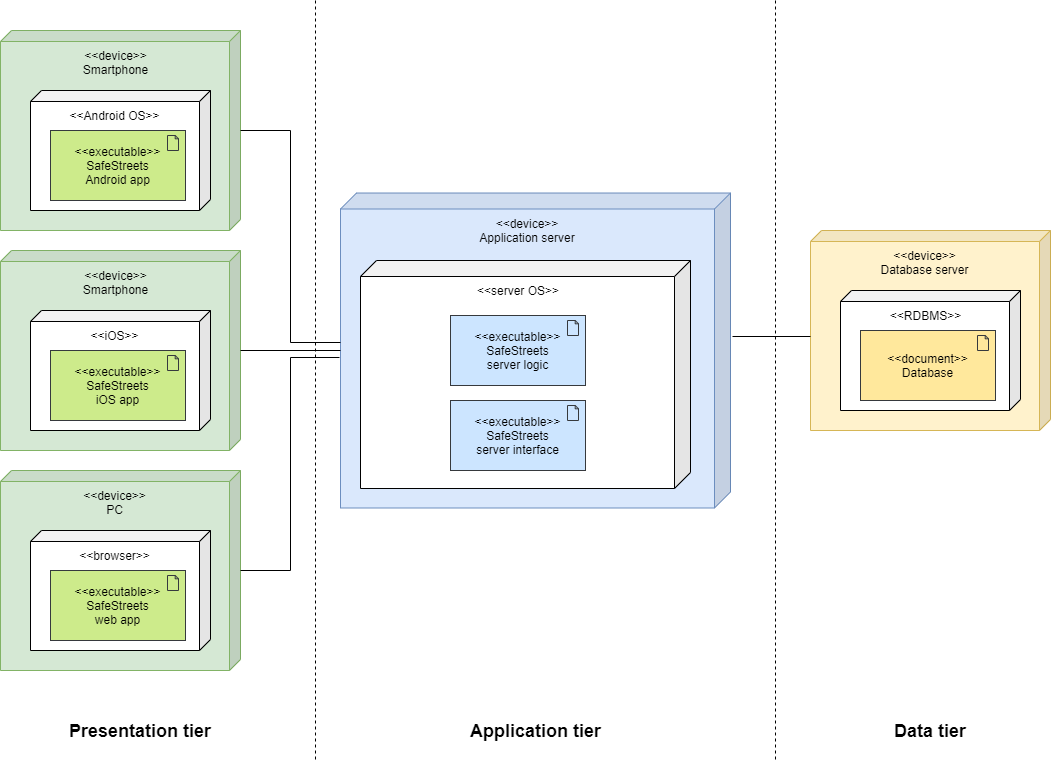 <<device>>
Smartphone
<<Android OS>>
<<executable>>
SafeStreets
Android app
<<device>>
Smartphone
<<iOS>>
<<executable>>
SafeStreets
iOS app
<<device>>
PC
<<browser>>
<<executable>>
SafeStreets
web app
<<device>>
Application server
<<server OS>>
<<executable>>
SafeStreets
server logic
<<executable>>
SafeStreets
server interface
<<device>>
Database server
<<RDBMS>>
<<document>>
Database
Presentation tier
Application tier
Data tier